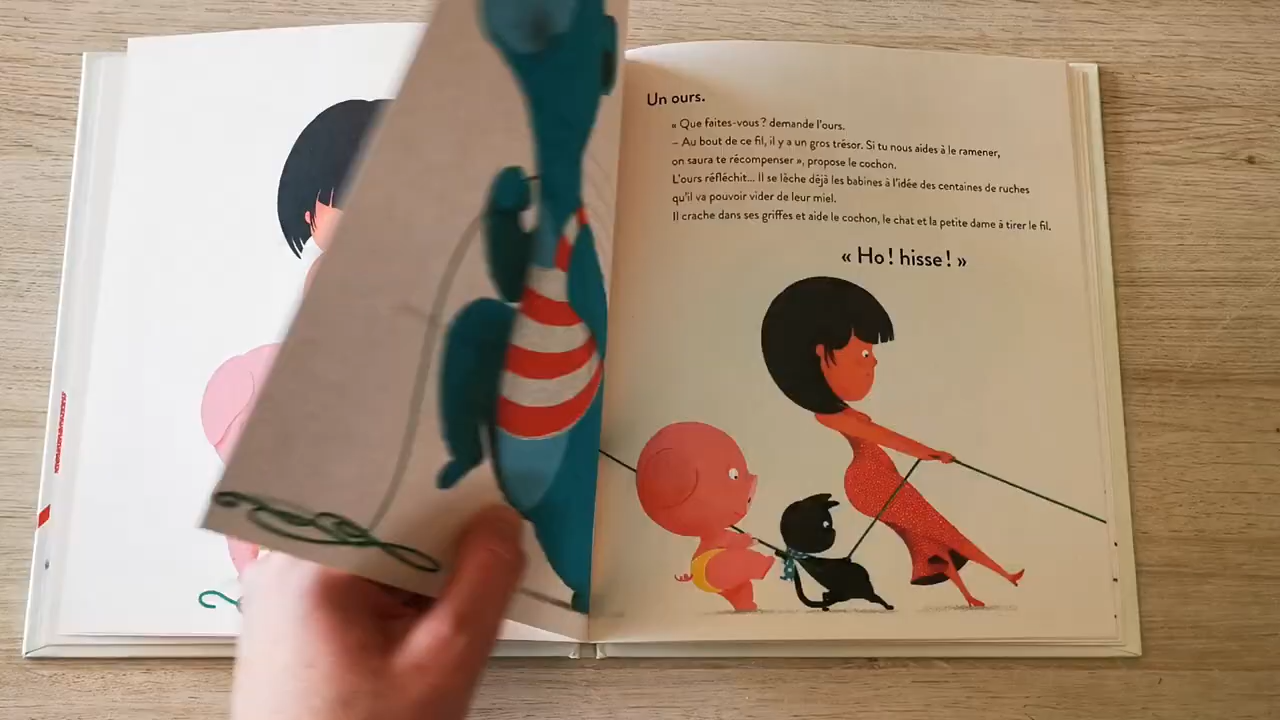 Un ours.
« Que faites-vous ? demande l'ours.
– Au bout de ce fil, il y a un gros trésor. Si tu nous aides à le ramener,
on saura te récompenser », propose le cochon.
L'ours réfléchit... Il se lèche déjà les babines à l'idée des centaines de ruches
qu'il va pouvoir vider de leur miel.
Il crache dans ses griffes et aide le cochon, le chat et la petite dame à tirer le fil.
« Ho ! hisse ! »